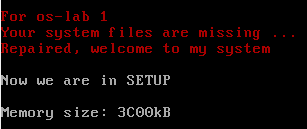 For os-lab 1
Your system files are missing ...
Repaired, welcome to my system
Now we are in SETUP
Memory size: 3C00kB